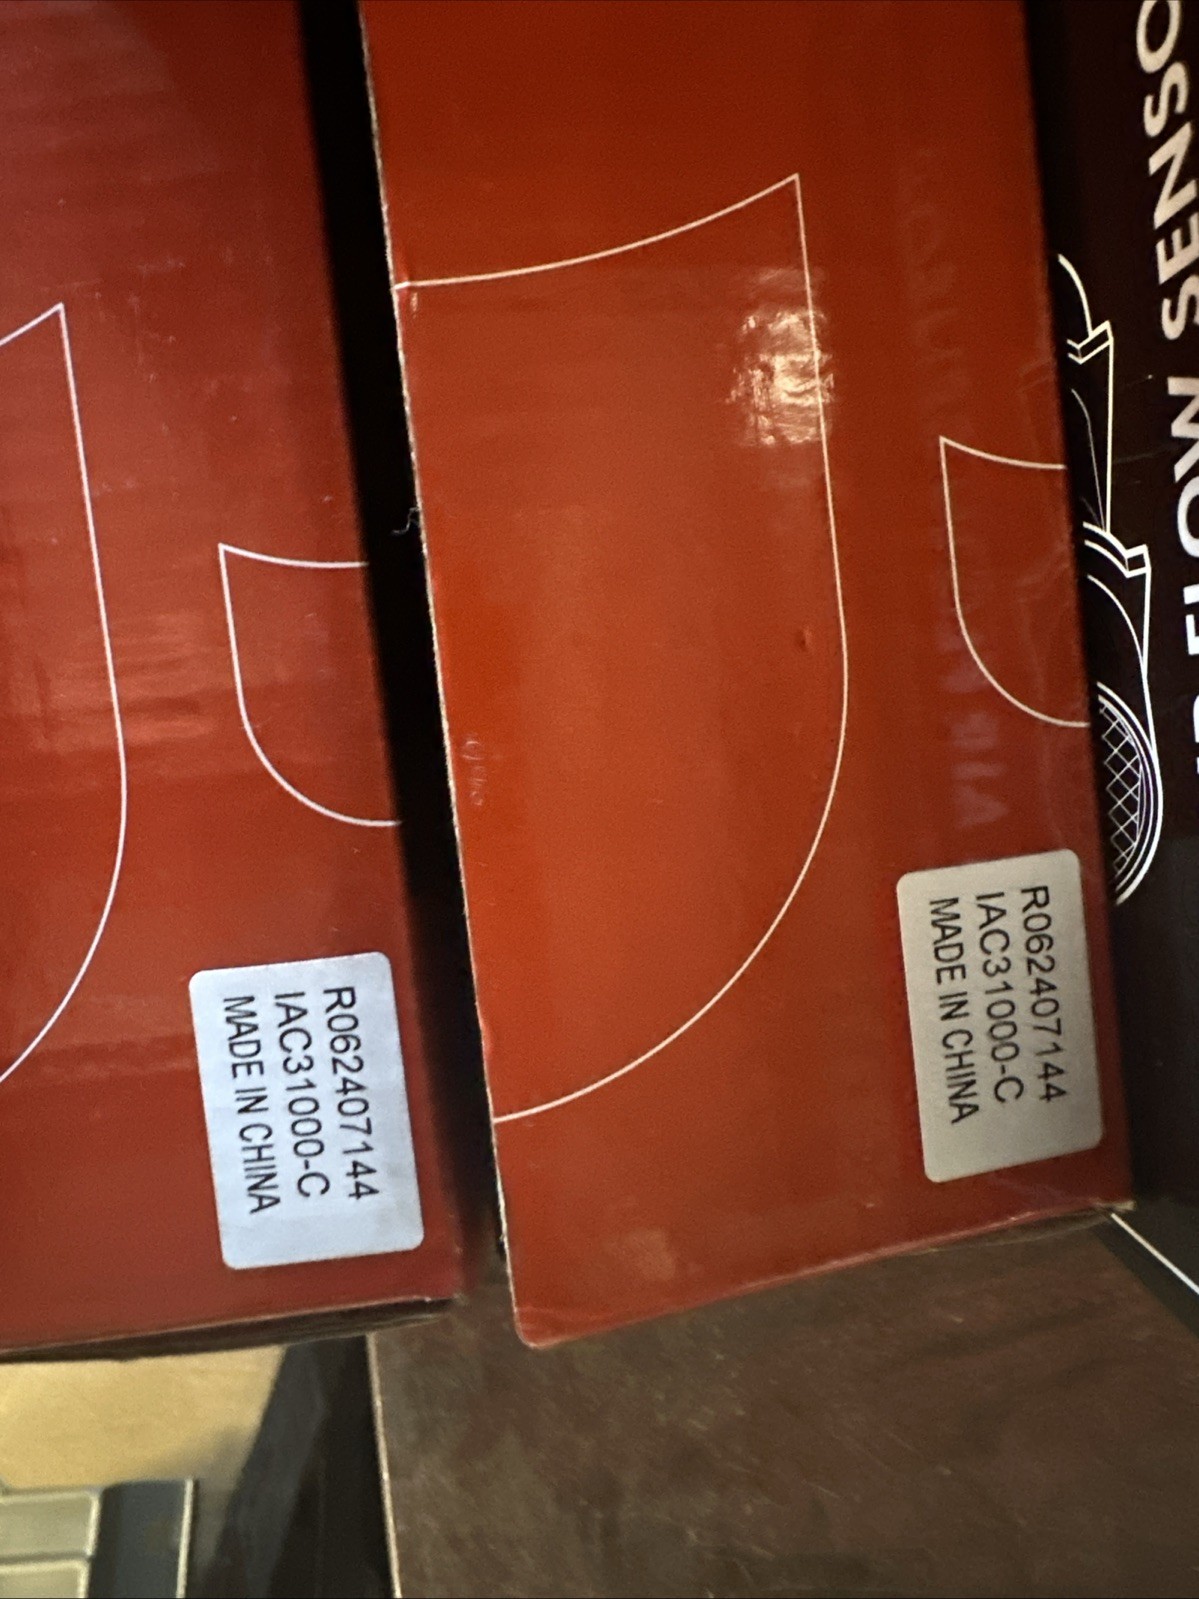 R062407144
IAC31000-C
MADE IN CHINA
R062407144
IAC31000-C
MADE IN CHINA
FLOW SENSO